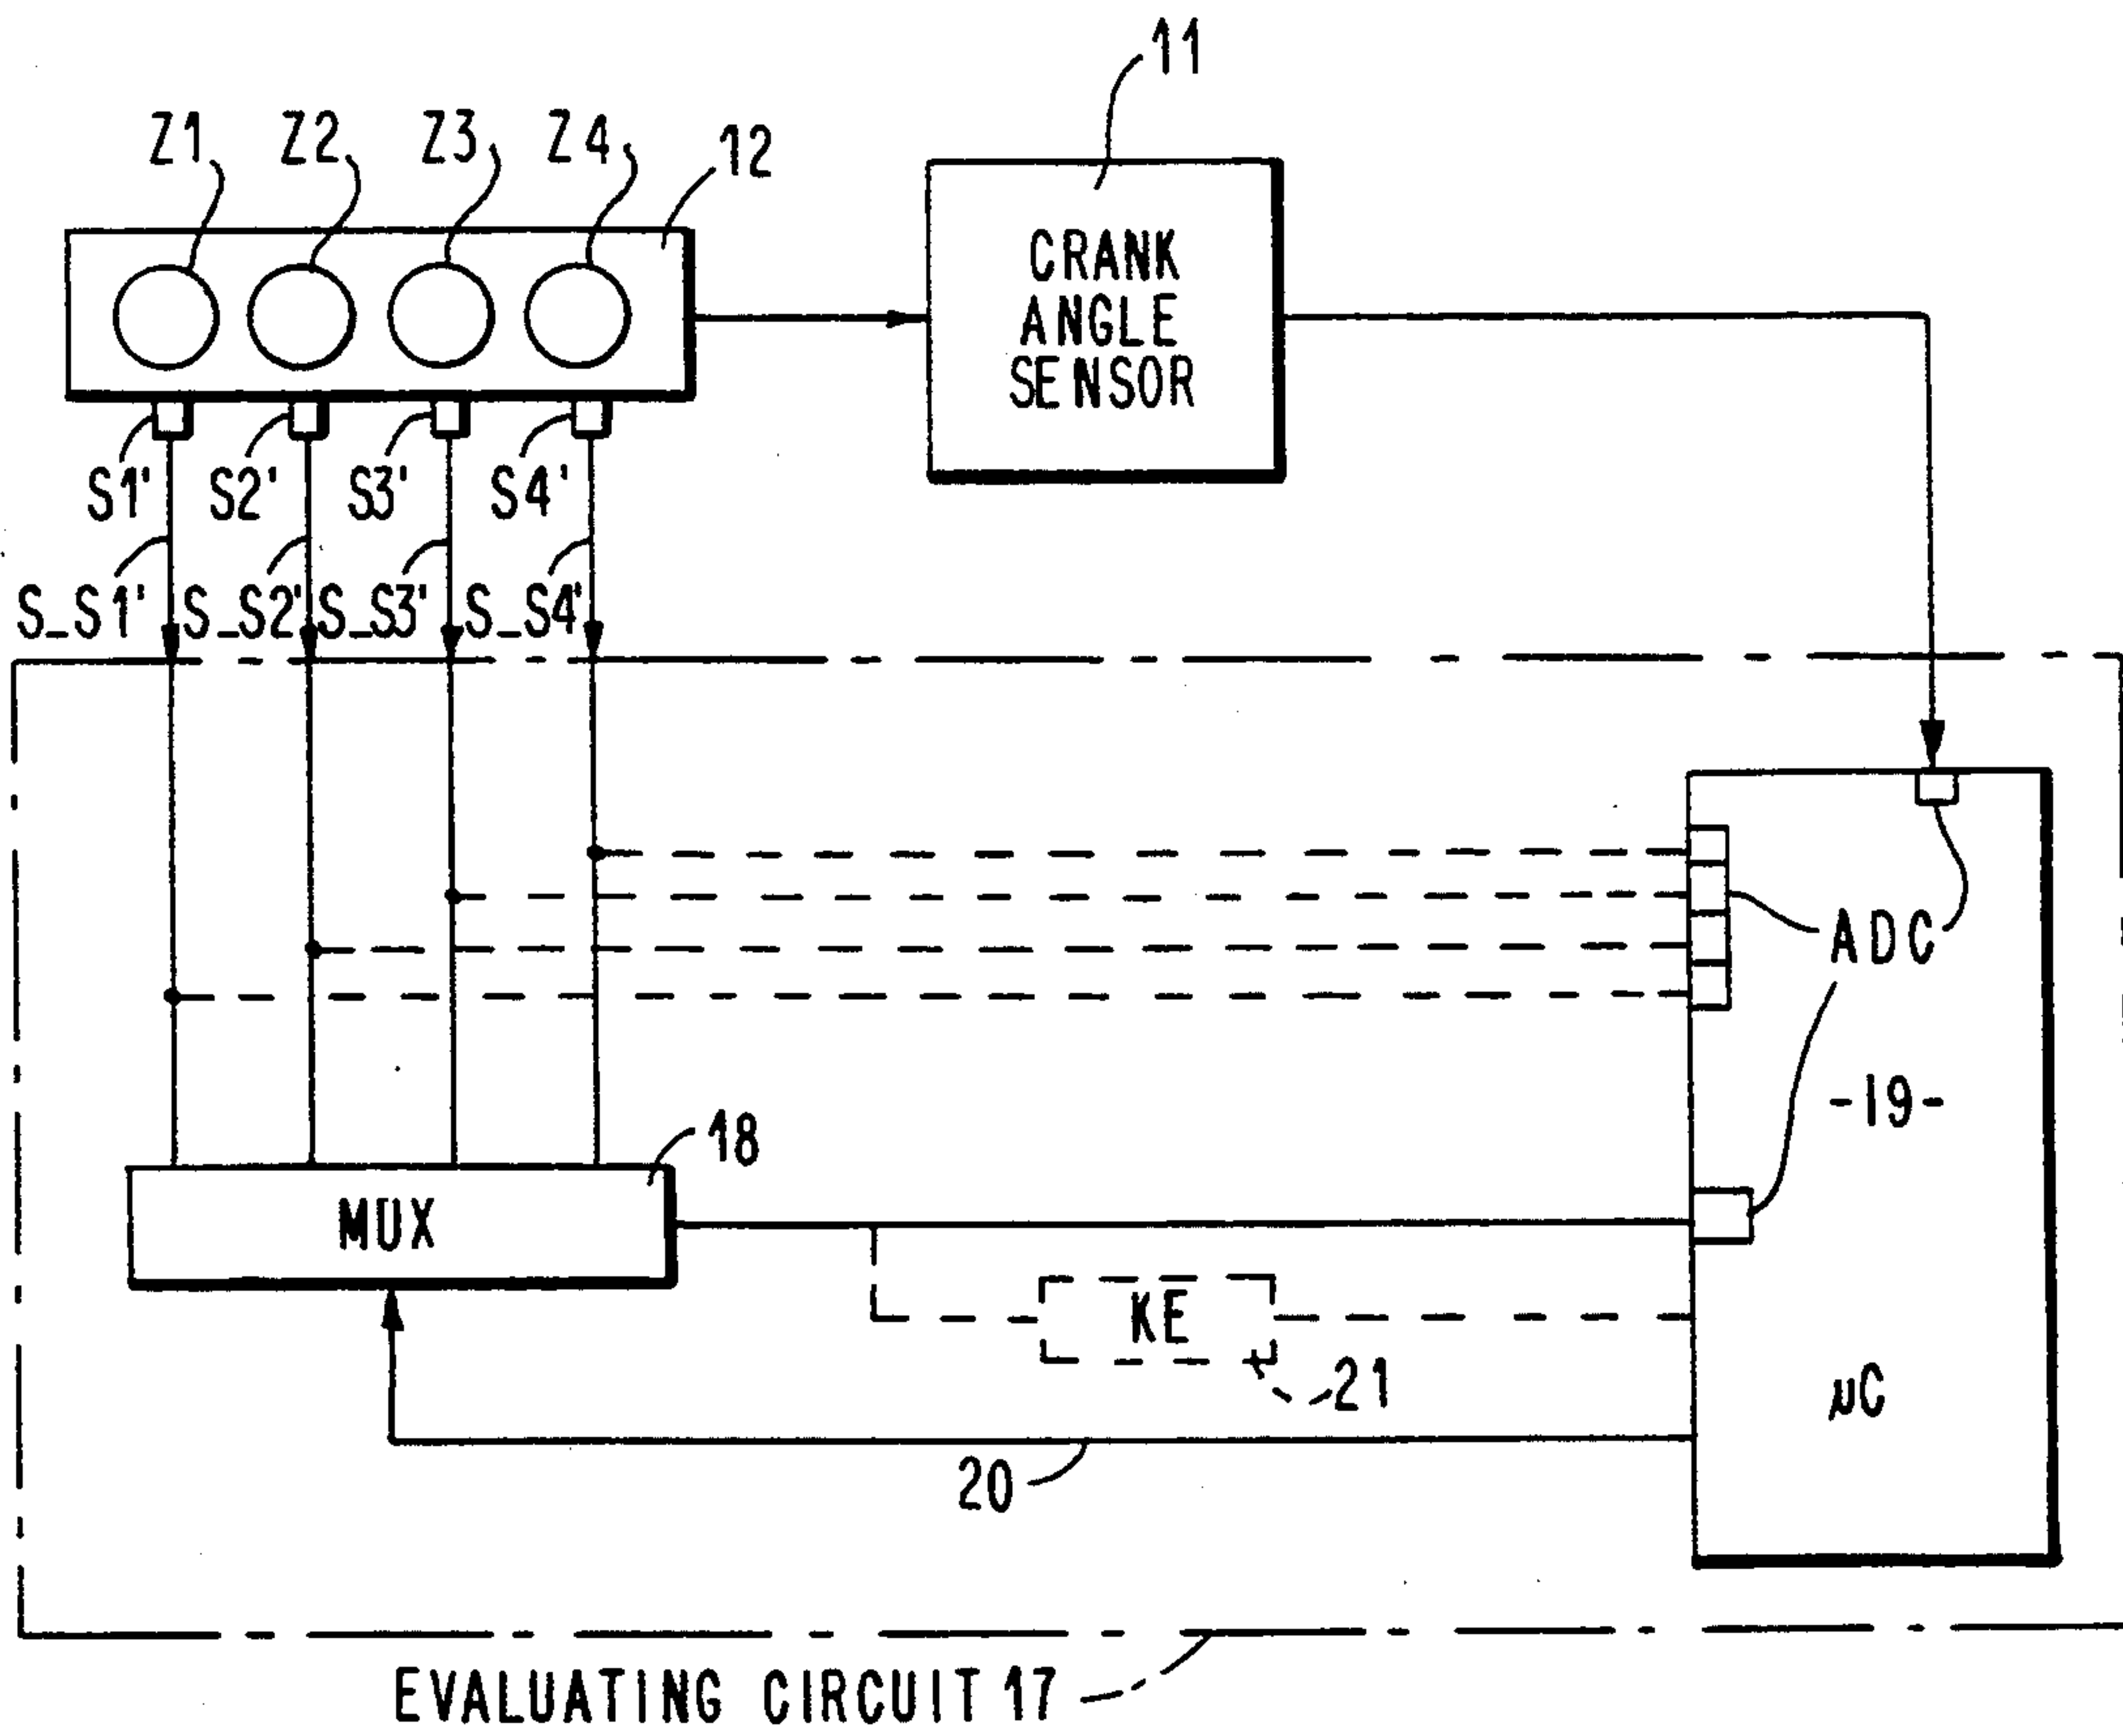 11
Z1 Z2 Z3 Z4 12
CRANK
ANGLE
SENSOR
S1' S2' S3' S4'
S_S1' S_S2' S_S3' S_S4'
ADC
-19-
18
MUX
KE
21
µC
20
EVALUATING CIRCUIT 17